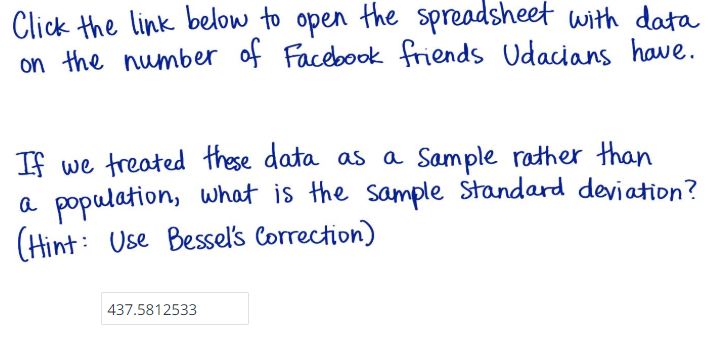 Click the link below to open the spreadsheet with data
on the number of Facebook friends Udacians have.
If we treated these data as a Sample rather than
a population, what is the sample Standard deviation?
(Hint: Use Bessel's Correction)
437.5812533